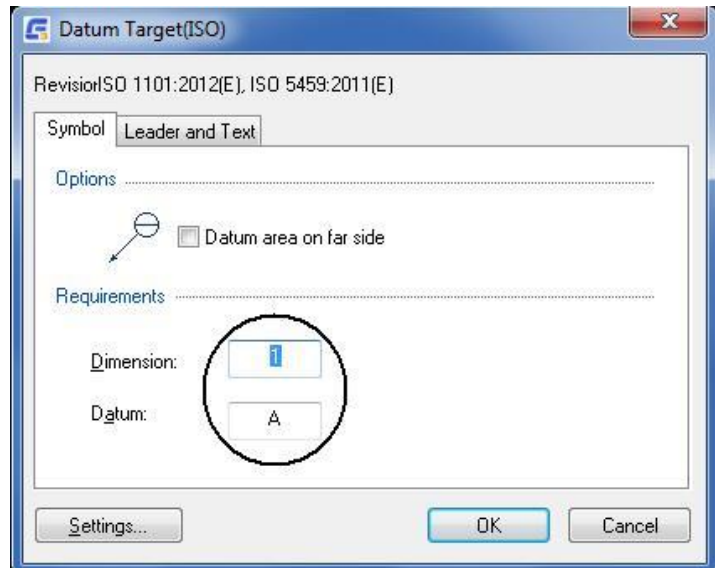 Datum Target(ISO)
RevisiorISO 1101:2012(E), ISO 5459:2011(E)
Symbol Leader and Text
Options
Datum area on far side
Requirements
Dimension: 1
Datum: A
Settings... OK Cancel